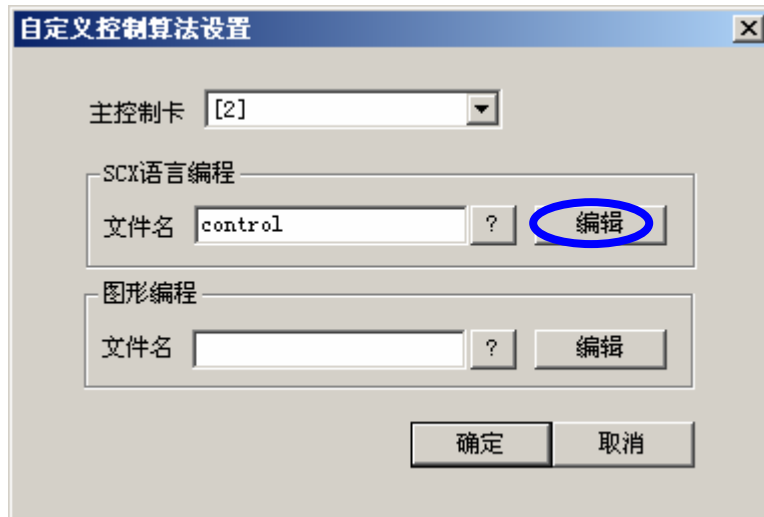 自定义控制算法设置
主控制卡 [2]
SCX语言编程
文件名 control ? 编辑
图形编程
文件名 ? 编辑
确定 取消